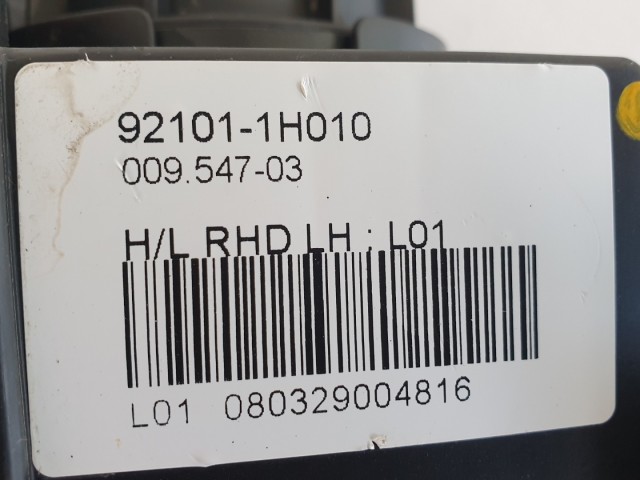 92101-1H010
009.547-03
H/L RHD LH : L01
L01 080329004816